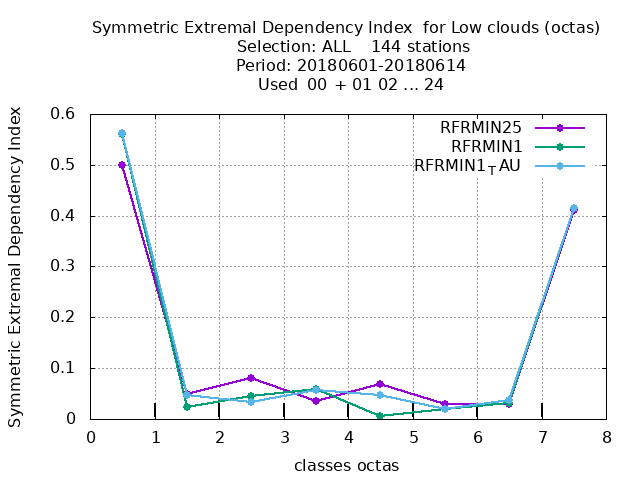 Symmetric Extremal Dependency Index  for Low clouds (octas)
Selection: ALL    144 stations
Period: 20180601-20180614
Used  00  + 01 02 ... 24
RFRMIN25
RFRMIN1
RFRMIN1TAU
Symmetric Extremal Dependency Index
0.6
0.5
0.4
0.3
0.2
0.1
0
0 1 2 3 4 5 6 7 8
classes octas